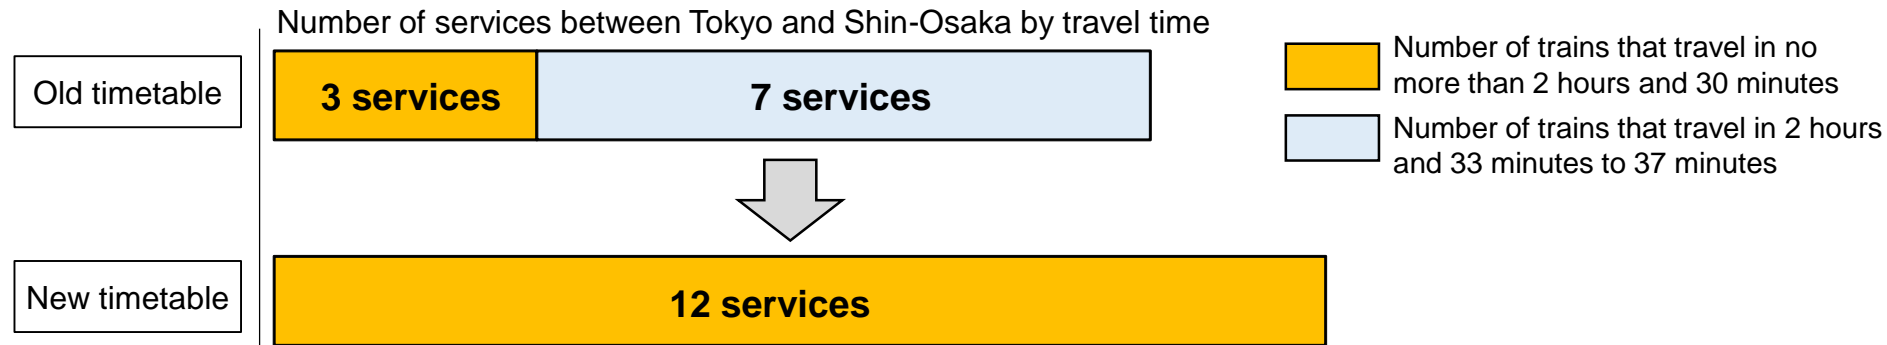 Number of services between Tokyo and Shin-Osaka by travel time
Old timetable
3 services
7 services
Number of trains that travel in no
more than 2 hours and 30 minutes
Number of trains that travel in 2 hours
and 33 minutes to 37 minutes
New timetable
12 services